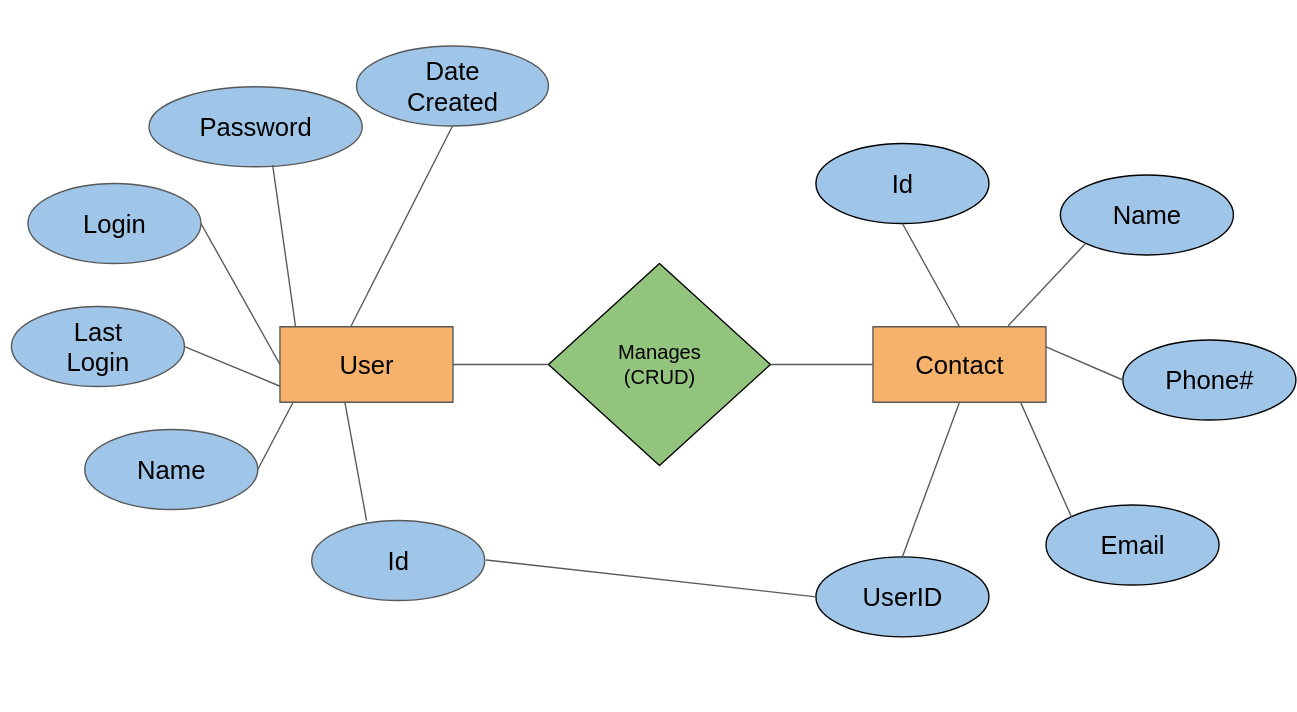 Date
Created
Password
Login
Last
Login
Name
Id
User
Manages
(CRUD)
Contact
Id
Name
Phone#
Email
UserID